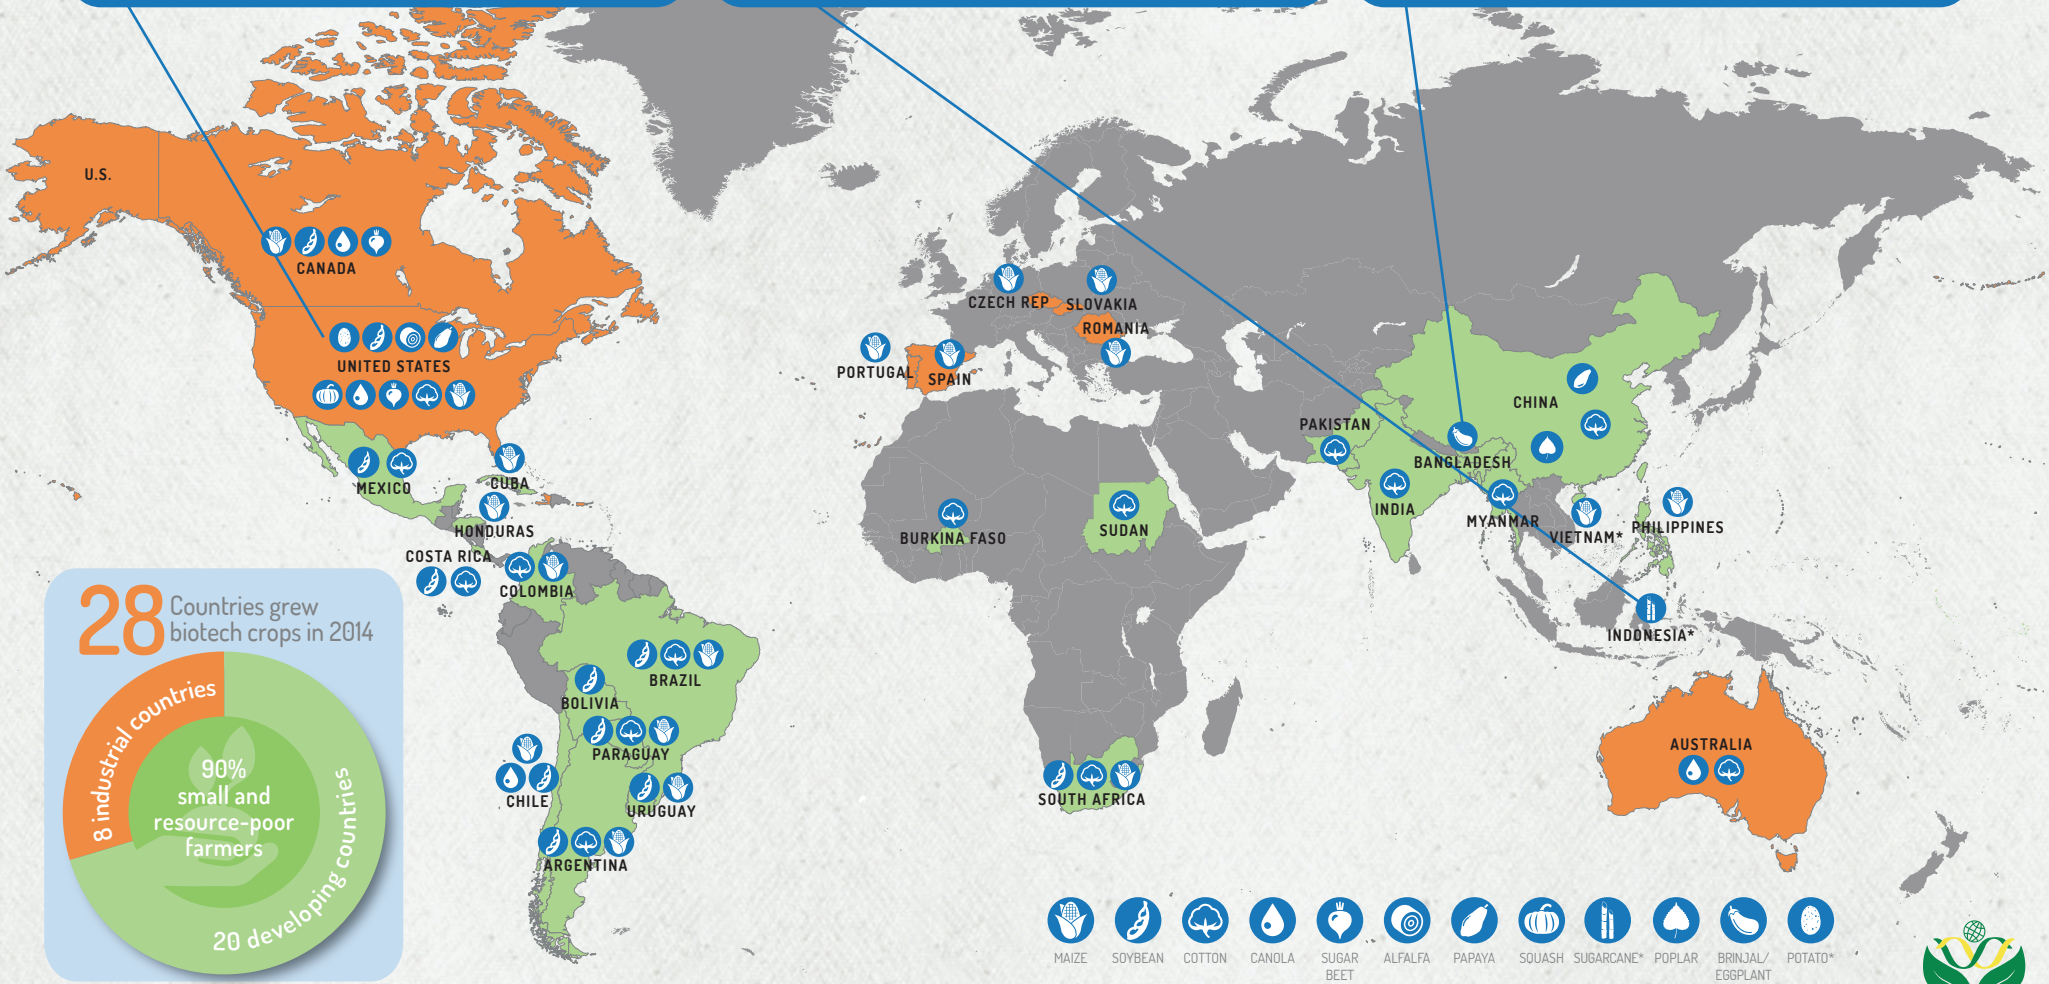 U.S.
CANADA
UNITED STATES
MEXICO
CUBA
HONDURAS
COSTA RICA
COLOMBIA
BRAZIL
BOLIVIA
PARAGUAY
CHILE
URUGUAY
ARGENTINA
CZECH REP
SLOVAKIA
ROMANIA
PORTUGAL
SPAIN
BURKINA FASO
SUDAN
SOUTH AFRICA
PAKISTAN
CHINA
BANGLADESH
INDIA
MYANMAR
VIETNAM*
PHILIPPINES
INDONESIA*
AUSTRALIA
28
Countries grew
biotech crops in 2014
8 industrial countries
90%
small and
resource-poor
farmers
20 developing countries
MAIZE
SOYBEAN
COTTON
CANOLA
SUGAR
BEET
ALFALFA
PAPAYA
SQUASH
SUGARCANE*
POPLAR
BRINJAL/
EGGPLANT
POTATO*